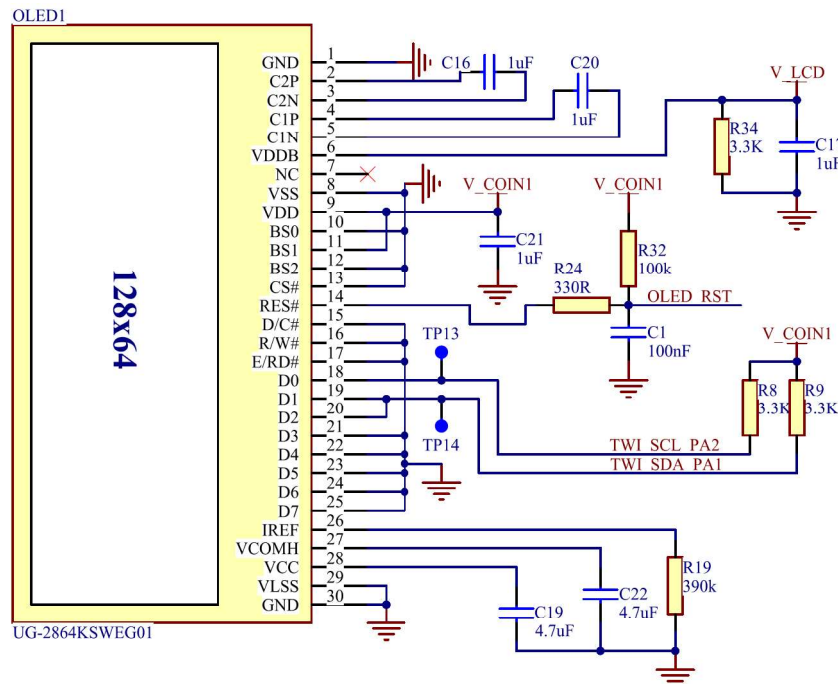 OLED1
128x64
UG-2864KSWEG01
GND 1
C2P 2
C2N 3
C1P 4
C1N 5
VDDB 6
NC 7
VSS 8
VDD 9
BS0 10
BS1 11
BS2 12
CS# 13
RES# 14
D/C# 15
R/W# 16
E/RD# 17
D0 18
D1 19
D2 20
D3 21
D4 22
D5 23
D6 24
D7 25
IREF 26
VCOMH 27
VCC 28
VLSS 29
GND 30
C16 1uF
C20
1uF
V_LCD
R34
3.3K
C17
1uF
V_COIN1
C21
1uF
V_COIN1
R32
100k
R24
330R
OLED_RST
C1
100nF
TP13
TP14
V_COIN1
R8
3.3K
R9
3.3K
TWI_SCL_PA2
TWI_SDA_PA1
R19
390k
C22
4.7uF
C19
4.7uF